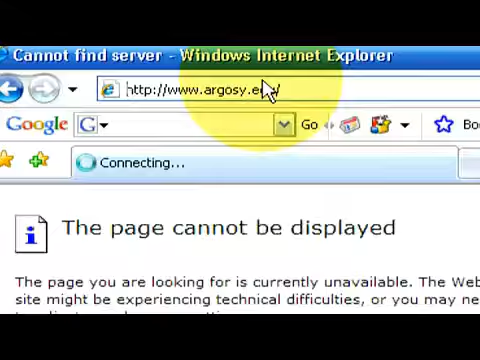 Cannot find server - Windows Internet Explorer
http://www.argosy.edu/
Google G Go Boo
Connecting...
The page cannot be displayed
The page you are looking for is currently unavailable. The Web
site might be experiencing technical difficulties, or you may ne